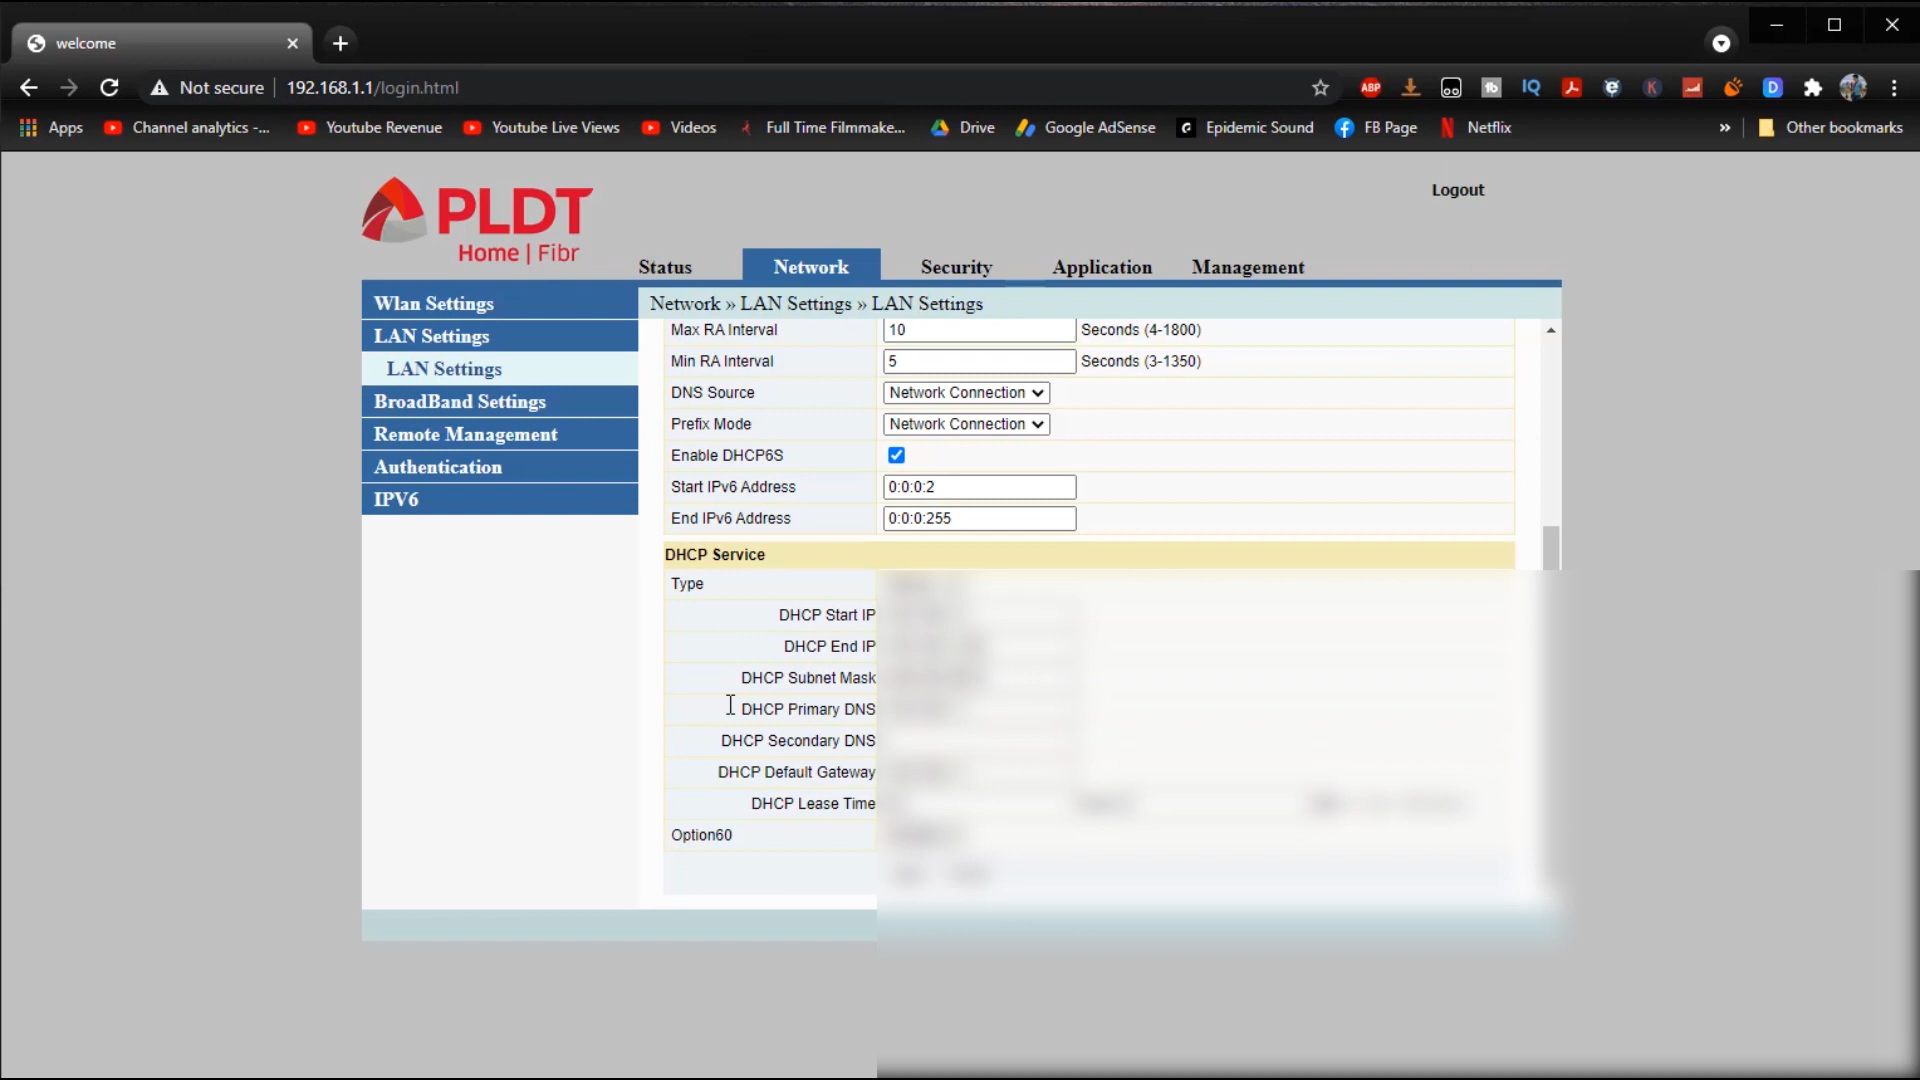 welcome
Not secure 192.168.1.1/login.html
ABP
IQ
K
D
Apps Channel analytics -... Youtube Revenue Youtube Live Views Videos Full Time Filmmake... Drive Google AdSense Epidemic Sound FB Page Netflix » Other bookmarks
PLDT
Home | Fibr
Logout
Status Network Security Application Management
Network » LAN Settings » LAN Settings
Wlan Settings
LAN Settings
LAN Settings
BroadBand Settings
Remote Management
Authentication
IPV6
Max RA Interval 10 Seconds (4-1800)
Min RA Interval 5 Seconds (3-1350)
DNS Source Network Connection
Prefix Mode Network Connection
Enable DHCP6S
Start IPv6 Address 0:0:0:2
End IPv6 Address 0:0:0:255
DHCP Service
Type
DHCP Start IP
DHCP End IP
DHCP Subnet Mask
DHCP Primary DNS
DHCP Secondary DNS
DHCP Default Gateway
DHCP Lease Time
Option60